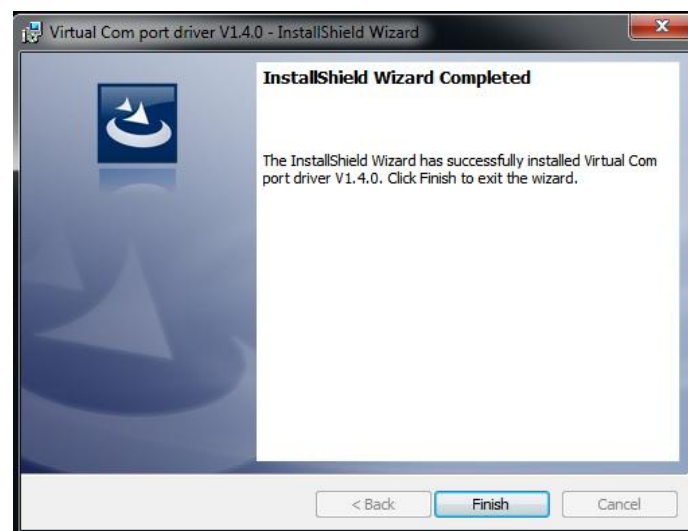 Virtual Com port driver V1.4.0 - InstallShield Wizard
InstallShield Wizard Completed
The InstallShield Wizard has successfully installed Virtual Com
port driver V1.4.0. Click Finish to exit the wizard.
< Back
Finish
Cancel